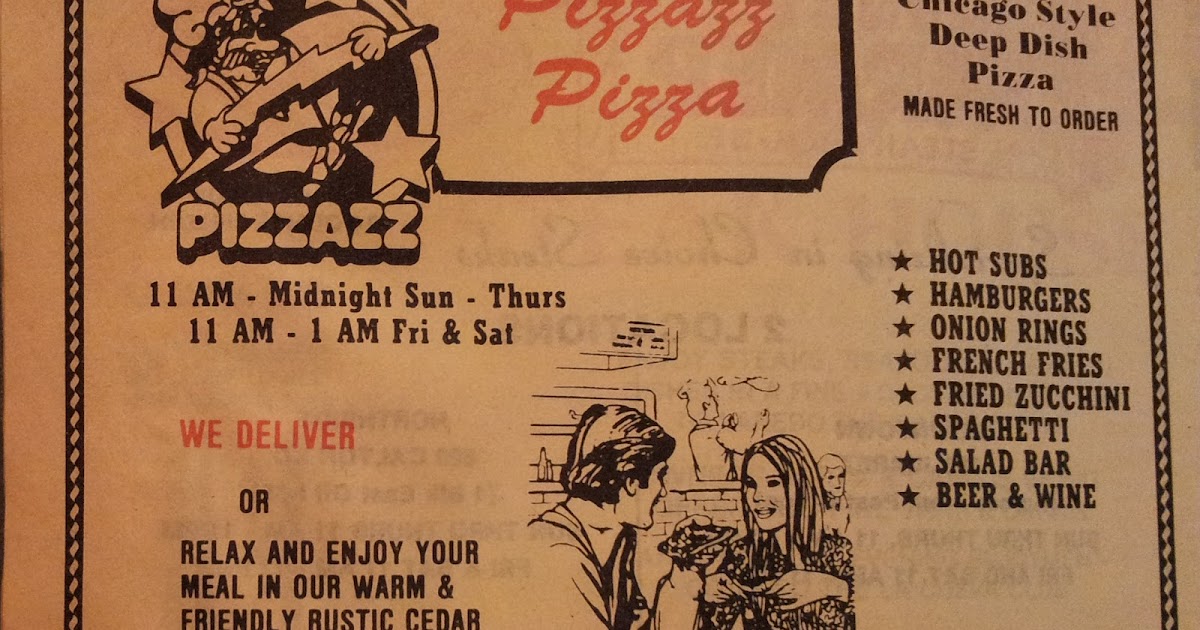 Pizzazz
Pizza
PIZZAZZ
Chicago Style
Deep Dish
Pizza
MADE FRESH TO ORDER
11 AM - Midnight Sun - Thurs
11 AM - 1 AM Fri & Sat
★ HOT SUBS
★ HAMBURGERS
★ ONION RINGS
★ FRENCH FRIES
★ FRIED ZUCCHINI
★ SPAGHETTI
★ SALAD BAR
★ BEER & WINE
WE DELIVER
OR
RELAX AND ENJOY YOUR
MEAL IN OUR WARM &
FRIENDLY RUSTIC CEDAR